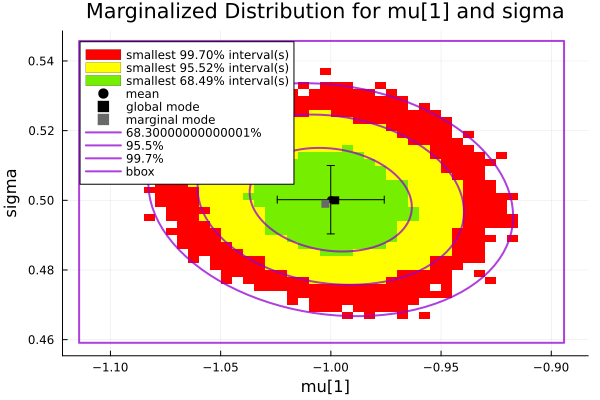 Marginalized Distribution for mu[1] and sigma
smallest 99.70% interval(s)
smallest 95.52% interval(s)
smallest 68.49% interval(s)
mean
global mode
marginal mode
68.30000000000001%
95.5%
99.7%
bbox
0.54
0.52
0.50
0.48
0.46
sigma
−1.10
−1.05
−1.00
−0.95
−0.90
mu[1]